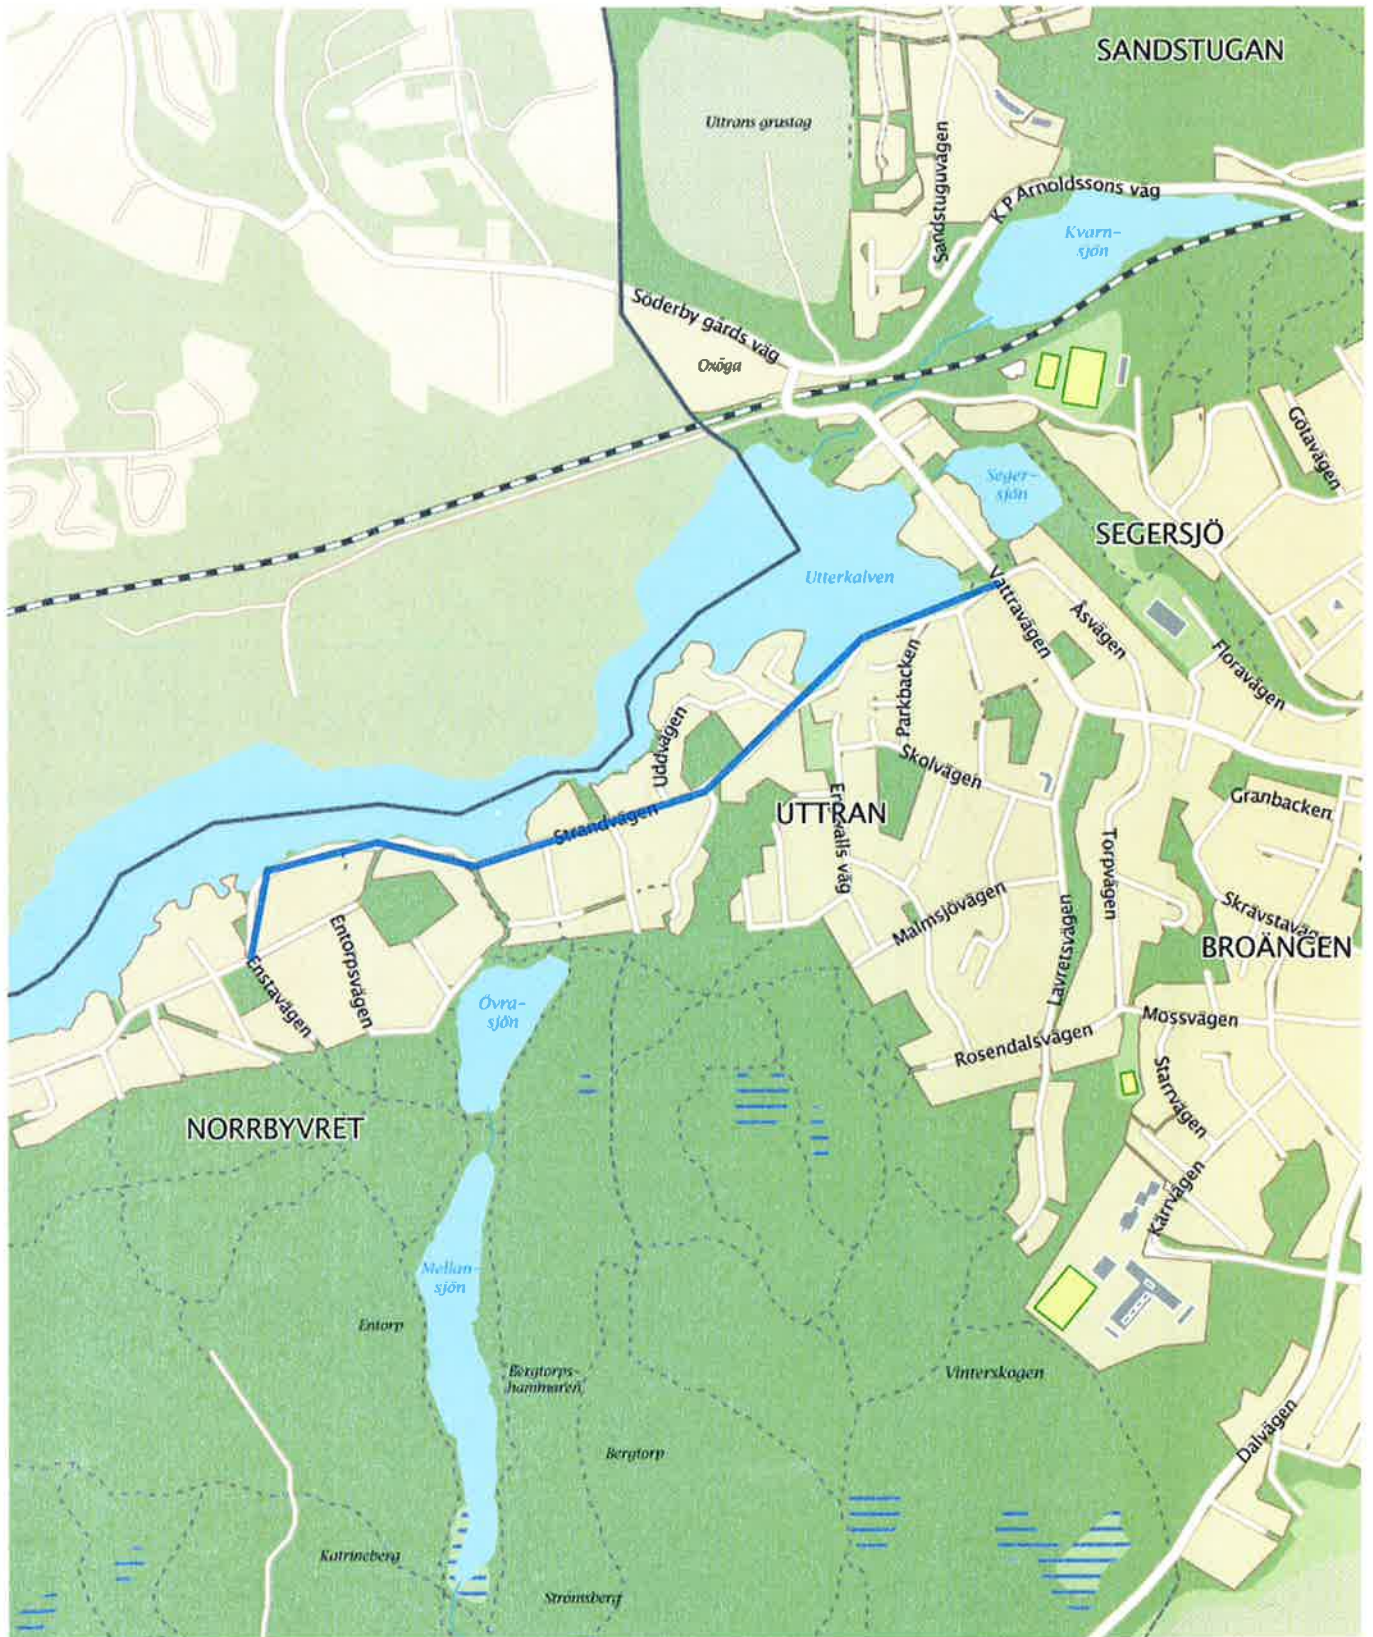 SANDSTUGAN
Uttrans grustag
Sandstuguvägen
K P Arnoldssons väg
Kvarn-
sjön
Söderby gårds väg
Oxöga
Götavägen
Seger-
sjön
SEGERSJÖ
Utterkalven
Vattravägen
Åsvägen
Floravägen
Parkbacken
Uddvägen
Skolvägen
Strandvägen
UTTRAN
Granbacken
Torpvägen
Malmsjövägen
Lavretsvägen
BROÄNGEN
Entorpsvägen
Enstavägen
Övra-
sjön
Mossvägen
Rosendalsvägen
Starrvägen
NORRBYVRET
Kärrvägen
Mellan-
sjön
Entorp
Bergtorps-
hammaren
Vinterskogen
Bergtorp
Dalvägen
Katrineberg
Strömsberg